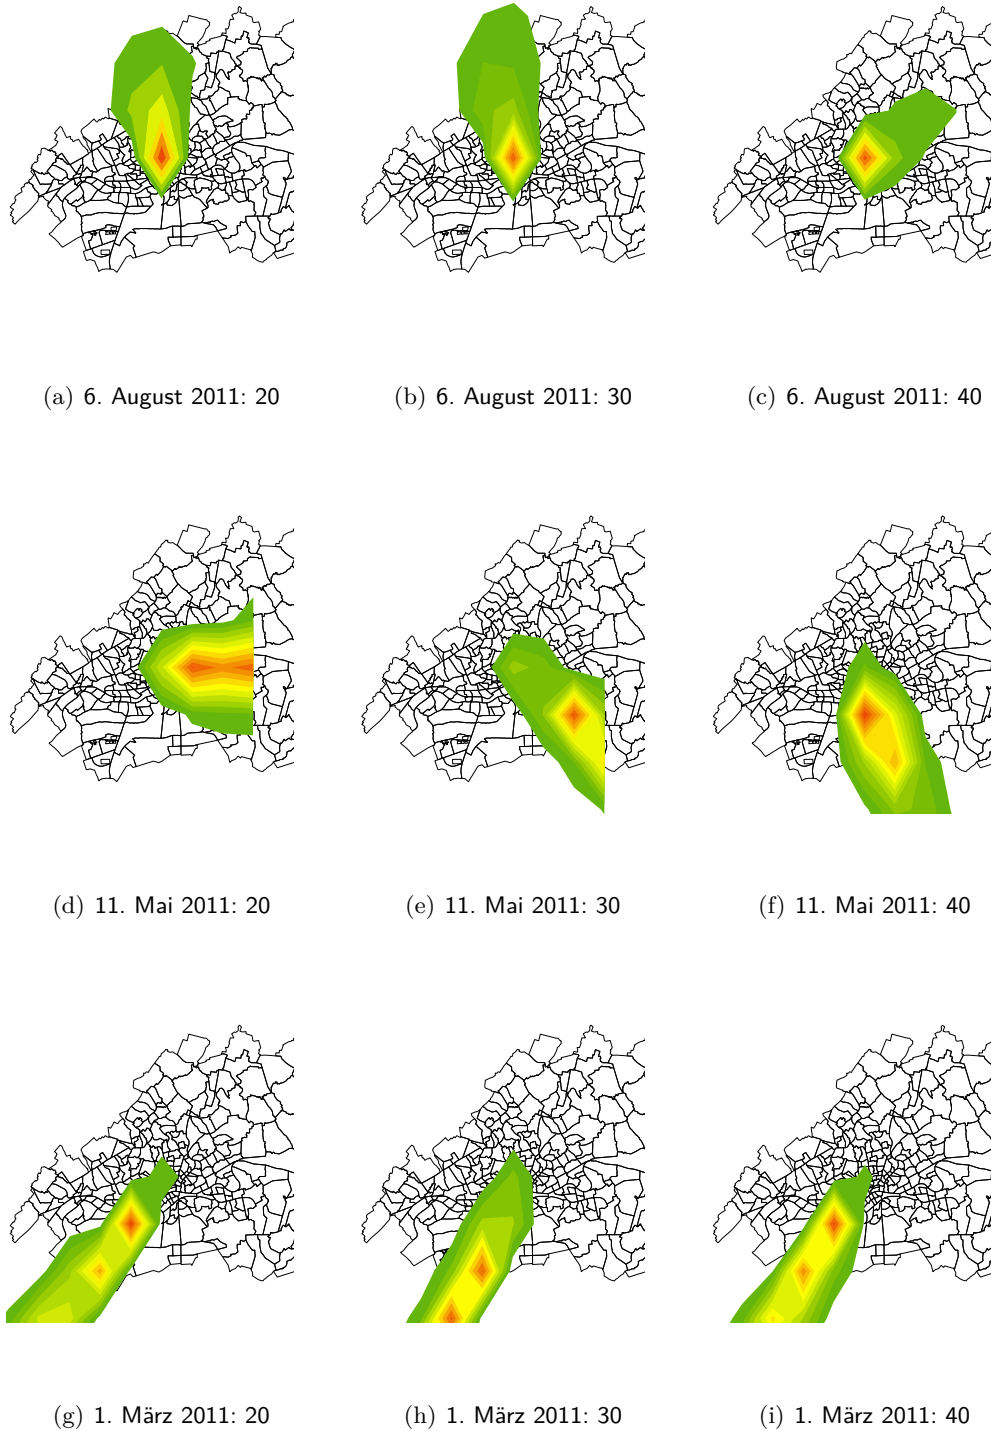 (a) 6. August 2011: 20
(b) 6. August 2011: 30
(c) 6. August 2011: 40
(d) 11. Mai 2011: 20
(e) 11. Mai 2011: 30
(f) 11. Mai 2011: 40
(g) 1. März 2011: 20
(h) 1. März 2011: 30
(i) 1. März 2011: 40